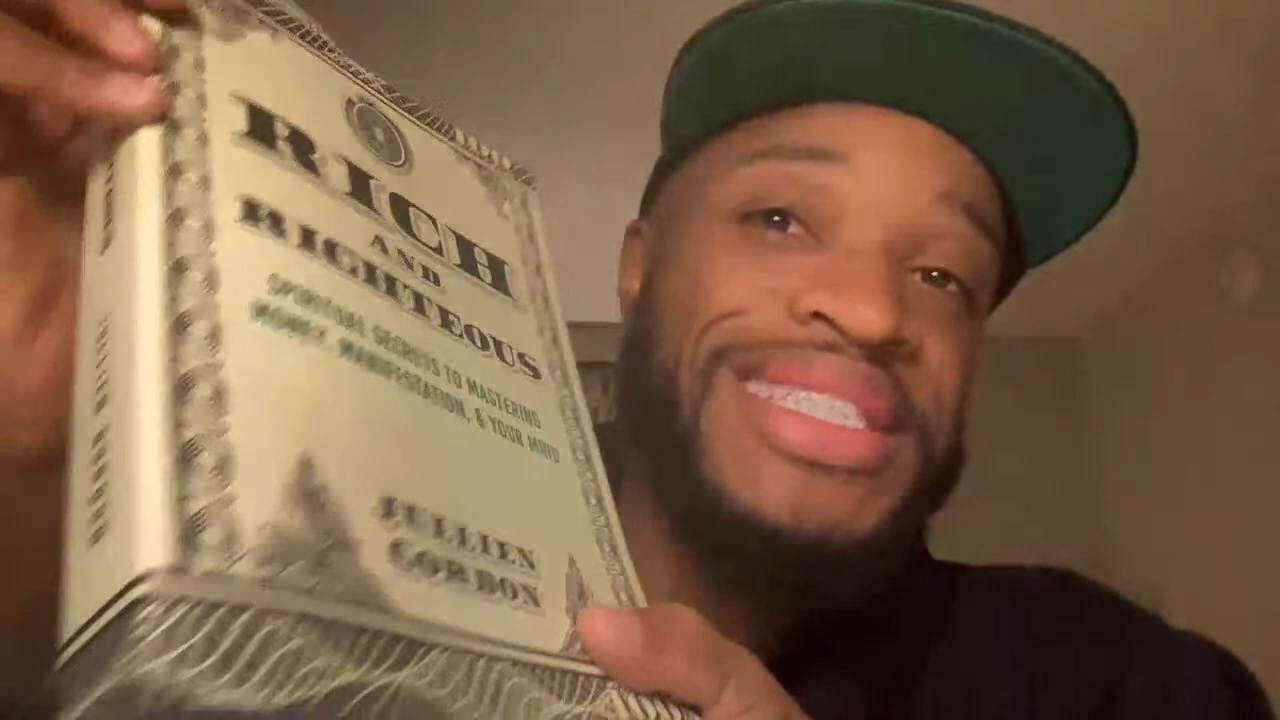 RICH
AND
RIGHTEOUS
SPIRITUAL SECRETS TO MASTERING
MONEY, MANIFESTATION, & YOUR MIND
JULLIEN
GORDON